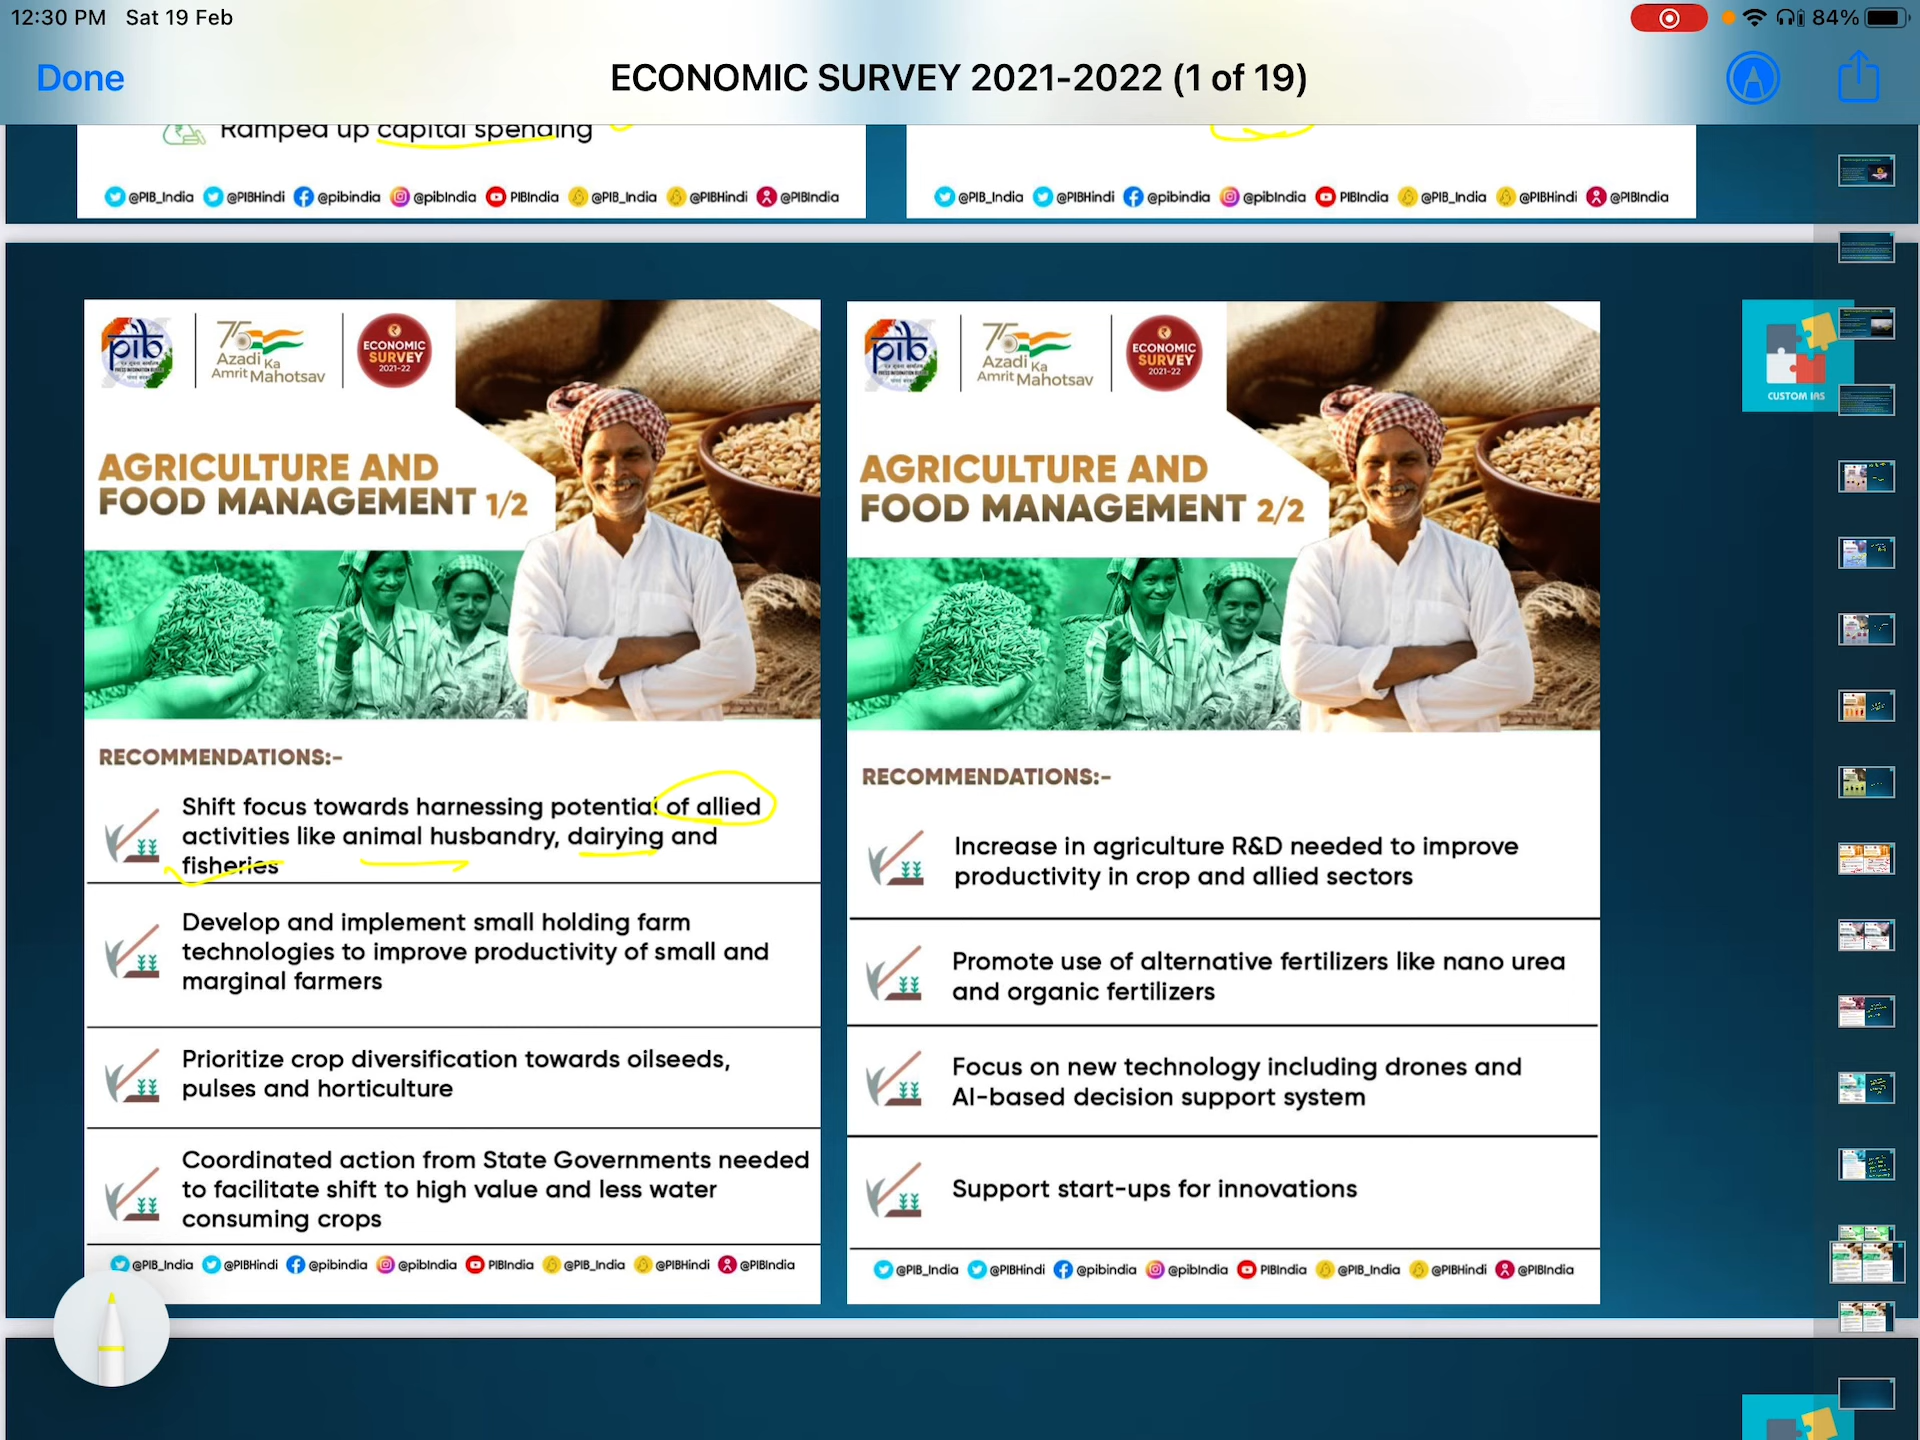 12:30 PM Sat 19 Feb
84%
Done
ECONOMIC SURVEY 2021-2022 (1 of 19)
Ramped up capital spending
@PIB_India @PIBHindi @pibindia @pibIndia PIBIndia @PIB_India @PIBHindi @PIBIndia
@PIB_India @PIBHindi @pibindia @pibIndia PIBIndia @PIB_India @PIBHindi @PIBIndia
pib
75
Azadi Ka
Amrit Mahotsav
ECONOMIC
SURVEY
2021-22
AGRICULTURE AND
FOOD MANAGEMENT 1/2
RECOMMENDATIONS:-
Shift focus towards harnessing potential of allied
activities like animal husbandry, dairying and
fisheries
Develop and implement small holding farm
technologies to improve productivity of small and
marginal farmers
Prioritize crop diversification towards oilseeds,
pulses and horticulture
Coordinated action from State Governments needed
to facilitate shift to high value and less water
consuming crops
@PIB_India @PIBHindi @pibindia @pibIndia PIBIndia @PIB_India @PIBHindi @PIBIndia
pib
75
Azadi Ka
Amrit Mahotsav
ECONOMIC
SURVEY
2021-22
AGRICULTURE AND
FOOD MANAGEMENT 2/2
RECOMMENDATIONS:-
Increase in agriculture R&D needed to improve
productivity in crop and allied sectors
Promote use of alternative fertilizers like nano urea
and organic fertilizers
Focus on new technology including drones and
AI-based decision support system
Support start-ups for innovations
@PIB_India @PIBHindi @pibindia @pibIndia PIBIndia @PIB_India @PIBHindi @PIBIndia
CUSTOM IAS